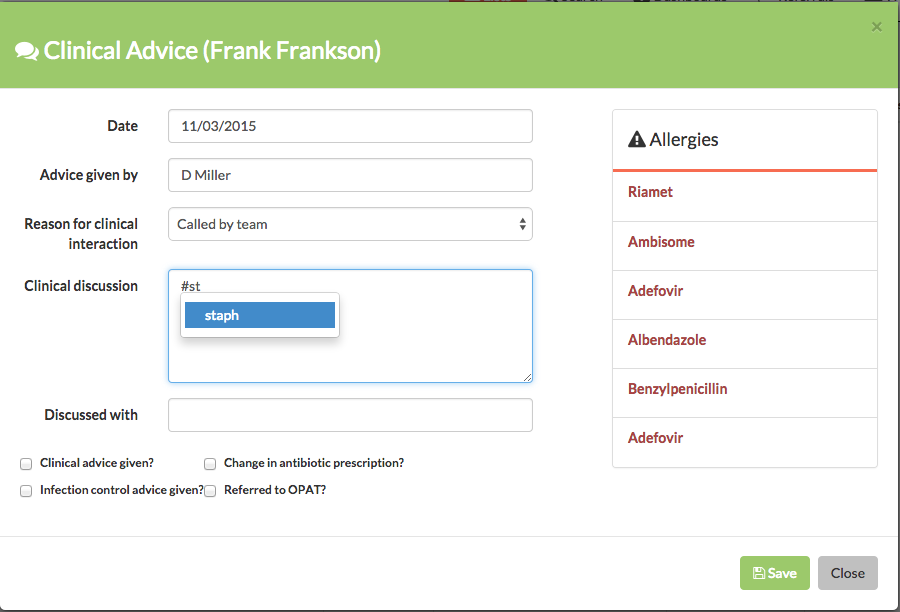 ×
Clinical Advice (Frank Frankson)
Date
11/03/2015
Advice given by
D Miller
Reason for clinical
interaction
Called by team
Clinical discussion
#st
staph
Discussed with
Clinical advice given?
Change in antibiotic prescription?
Infection control advice given?
Referred to OPAT?
Allergies
Riamet
Ambisome
Adefovir
Albendazole
Benzylpenicillin
Adefovir
Save
Close